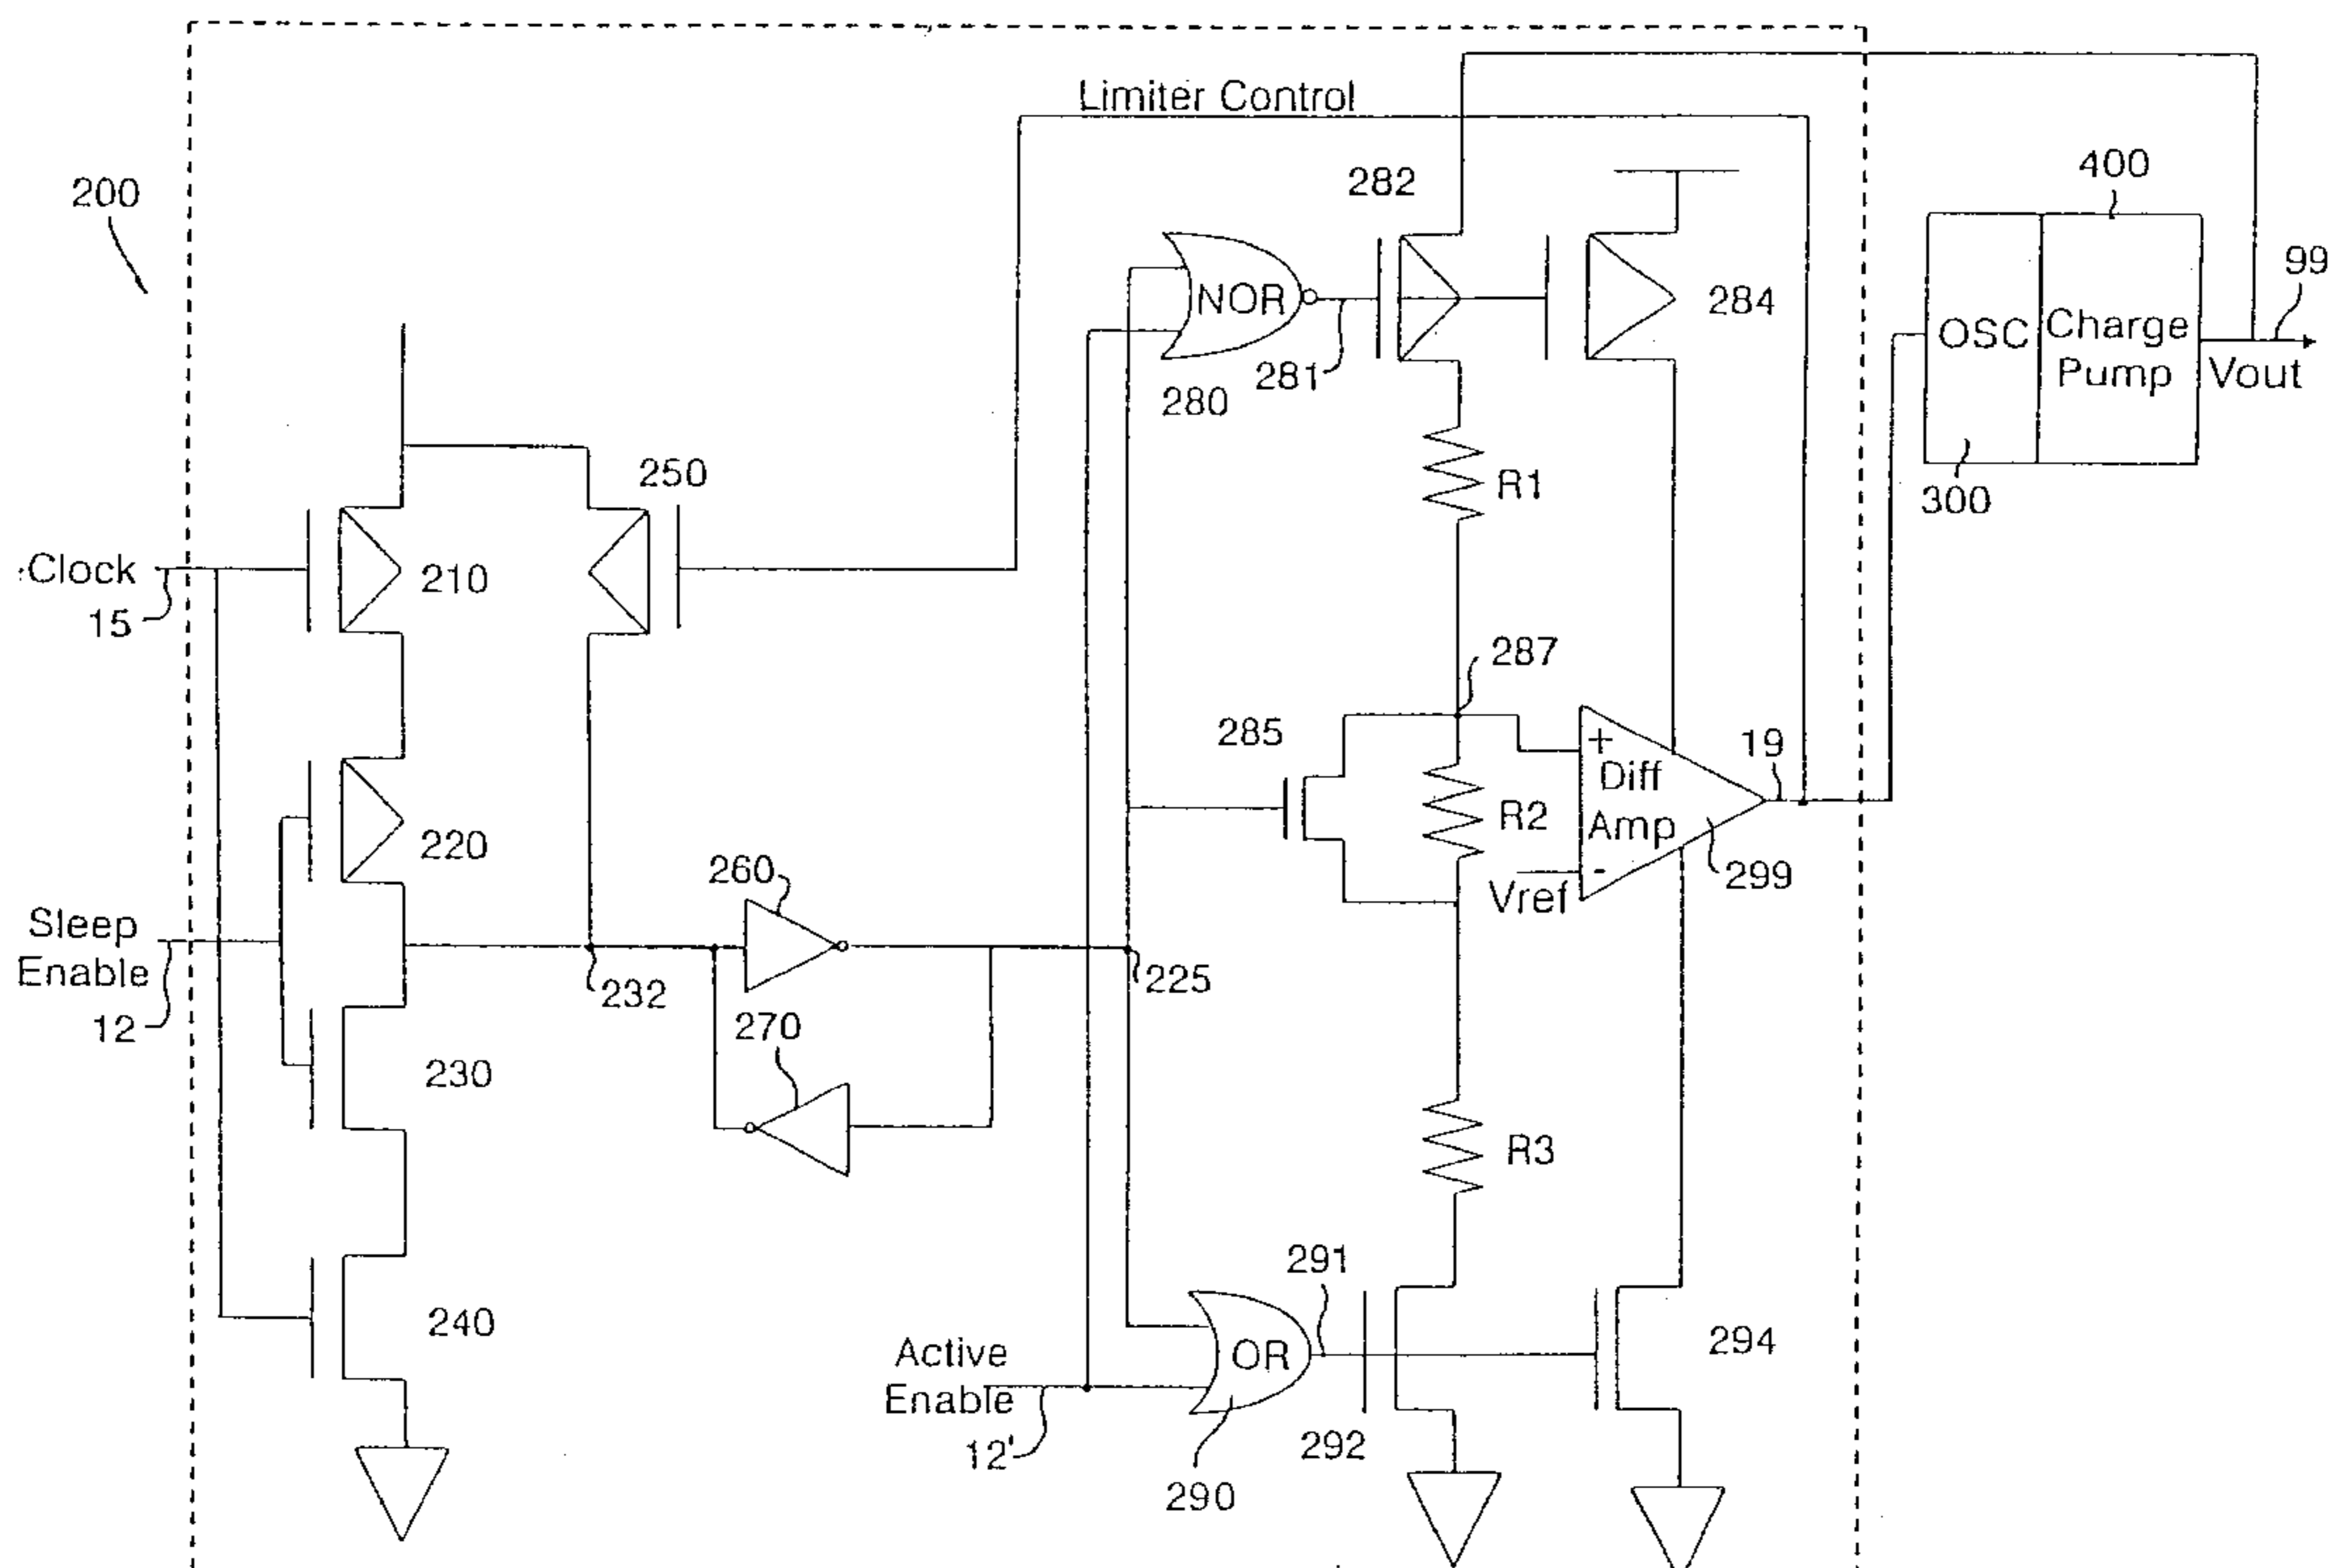 Limiter Control
200
282
400
NOR
284
99
OSC
Charge
Pump
Vout
281
280
250
R1
300
Clock
15
210
287
285
+
19
Diff
Amp
R2
220
260
Vref
-
299
Sleep
Enable
12
232
225
270
230
R3
291
240
Active
Enable
OR
294
12'
292
290